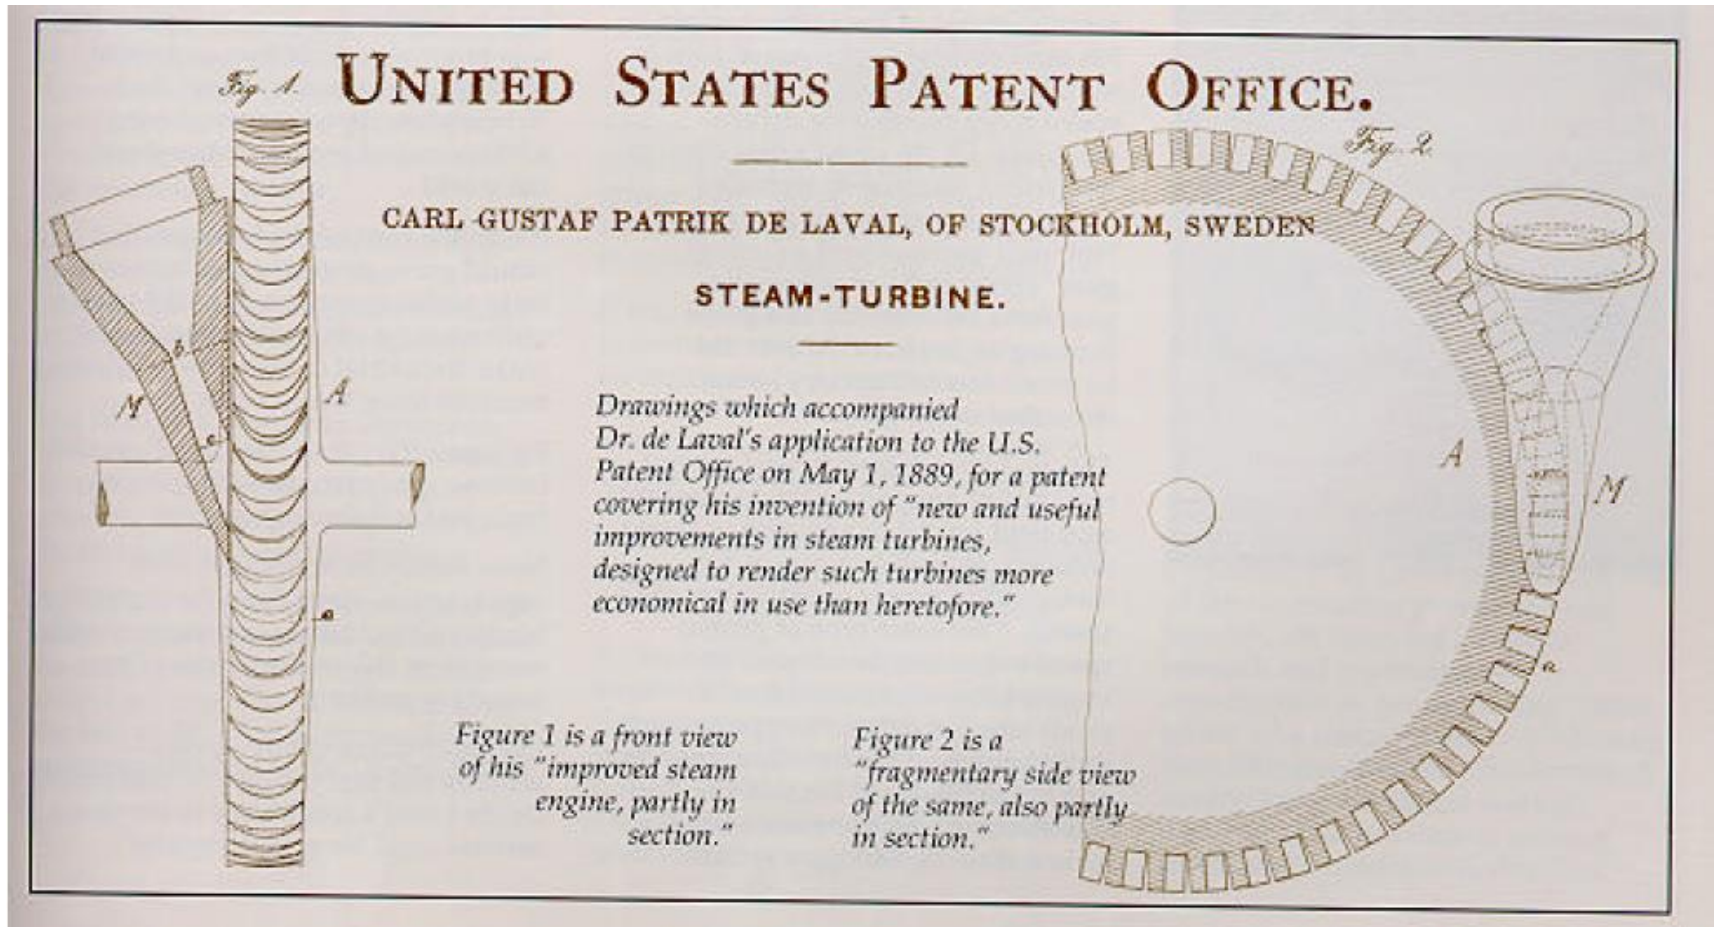 Fig. 1.
UNITED STATES PATENT OFFICE.
Fig. 2.
CARL GUSTAF PATRIK DE LAVAL, OF STOCKHOLM, SWEDEN
STEAM-TURBINE.
b
M
A
c
Drawings which accompanied
Dr. de Laval's application to the U.S.
Patent Office on May 1, 1889, for a patent
covering his invention of "new and useful
improvements in steam turbines,
designed to render such turbines more
economical in use than heretofore."
A
M
a
a
Figure 1 is a front view
of his "improved steam
engine, partly in
section."
Figure 2 is a
"fragmentary side view
of the same, also partly
in section."